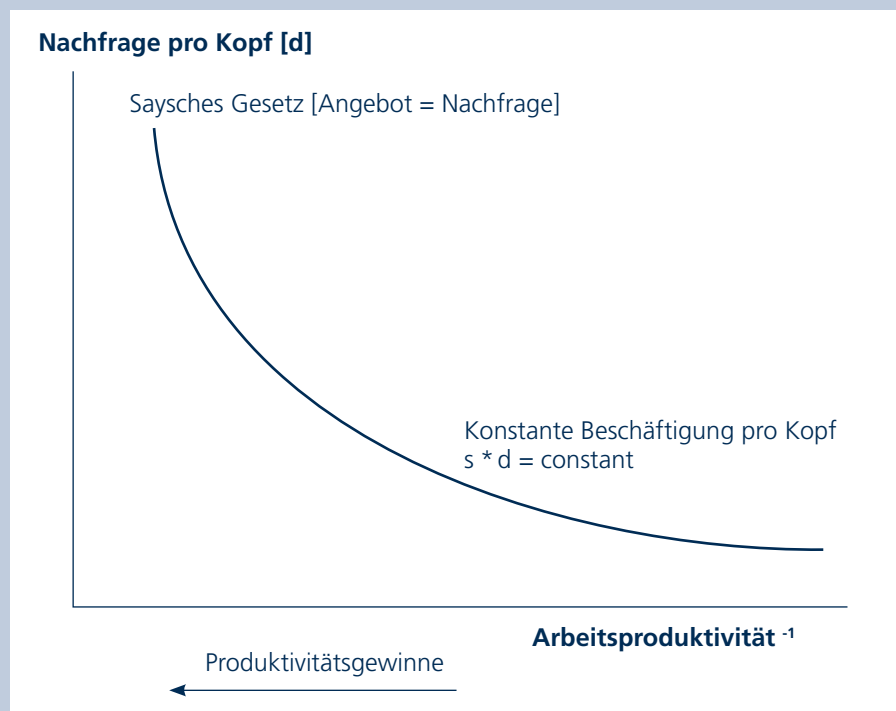 Nachfrage pro Kopf [d]
Saysches Gesetz [Angebot = Nachfrage]
Konstante Beschäftigung pro Kopf
s * d = constant
Arbeitsproduktivität -1
Produktivitätsgewinne